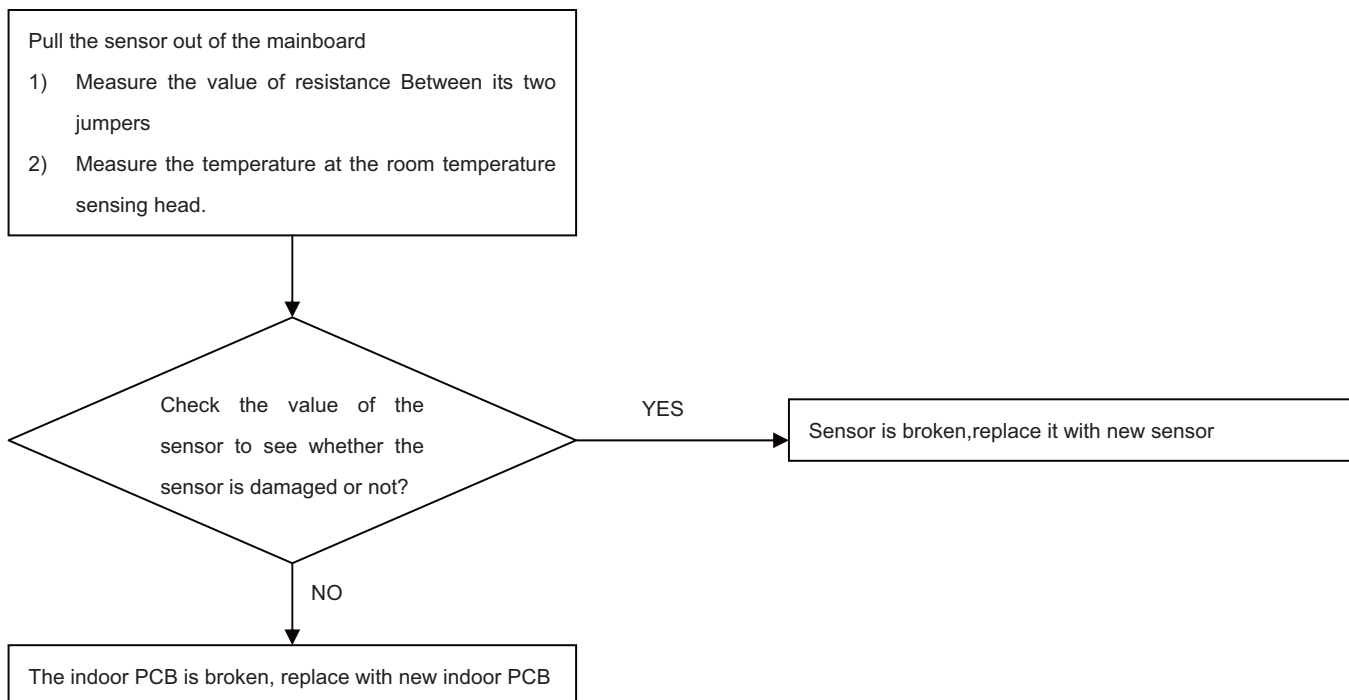 Pull the sensor out of the mainboard
1) Measure the value of resistance Between its two
jumpers
2) Measure the temperature at the room temperature
sensing head.
Check the value of the
sensor to see whether the
sensor is damaged or not?
YES
Sensor is broken,replace it with new sensor
NO
The indoor PCB is broken, replace with new indoor PCB